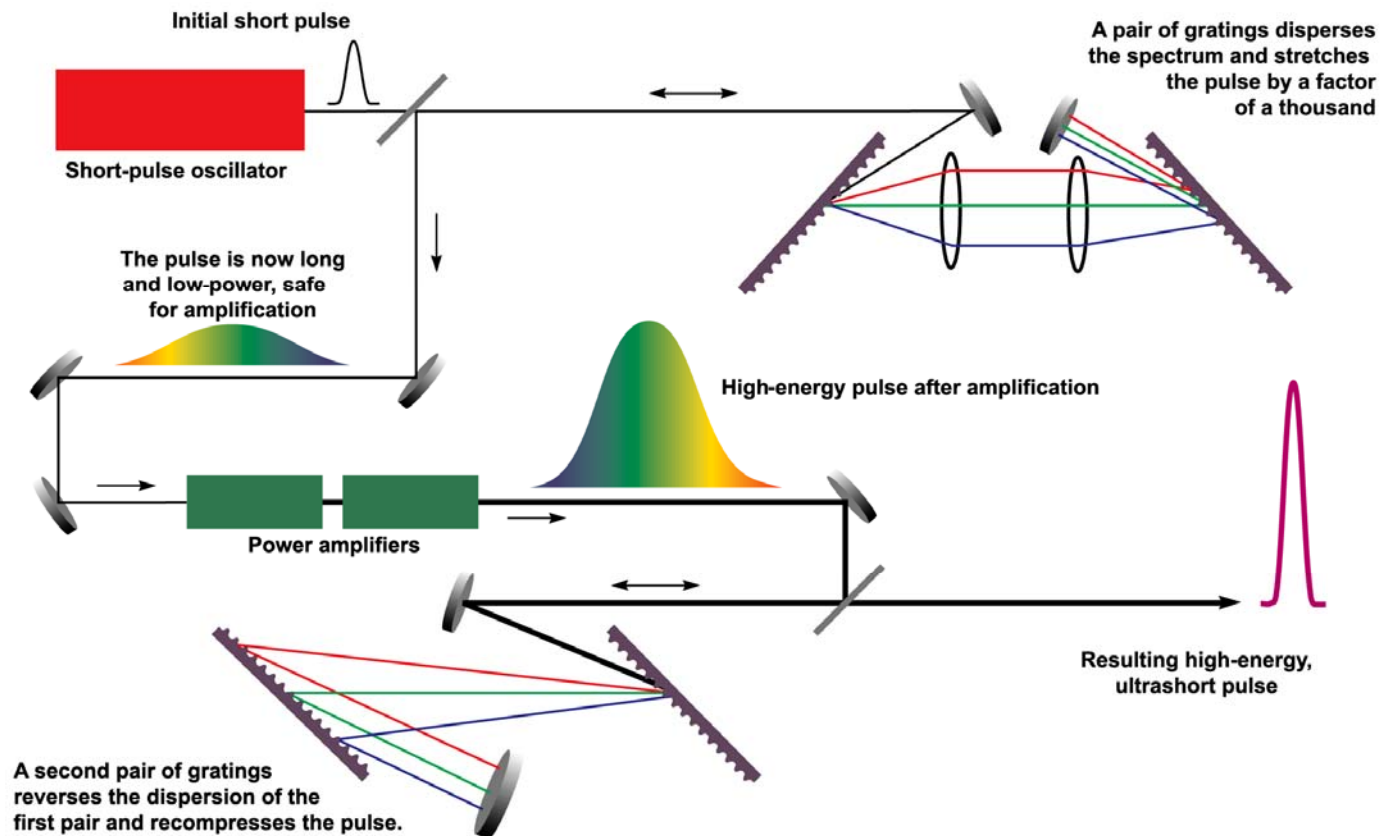 Initial short pulse
A pair of gratings disperses
the spectrum and stretches
the pulse by a factor
of a thousand
Short-pulse oscillator
The pulse is now long
and low-power, safe
for amplification
High-energy pulse after amplification
Power amplifiers
Resulting high-energy,
ultrashort pulse
A second pair of gratings
reverses the dispersion of the
first pair and recompresses the pulse.